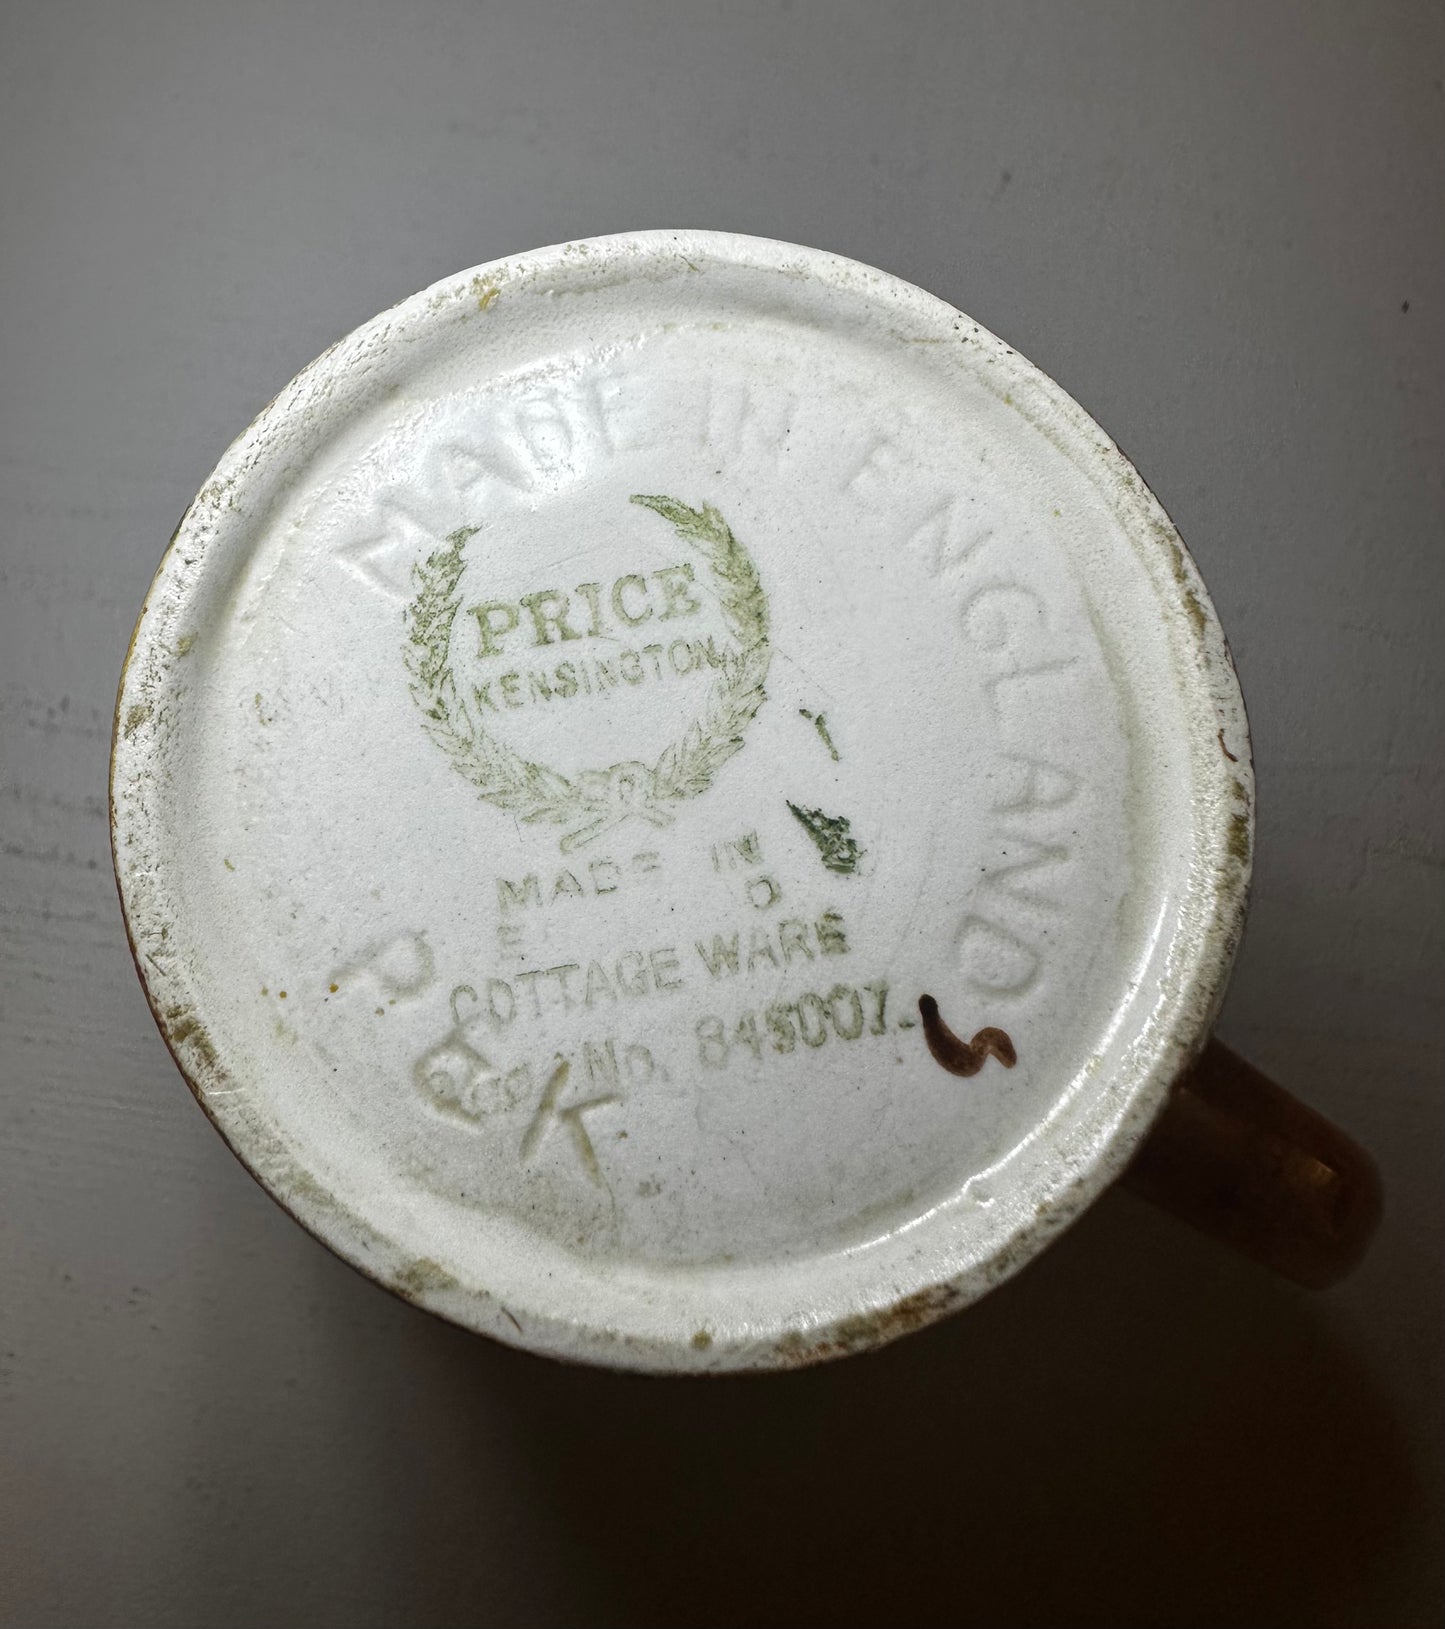 MADE IN ENGLAND
PRICE
KENSINGTON
MADE IN
E D
COTTAGE WARE
No. 845007
P B K